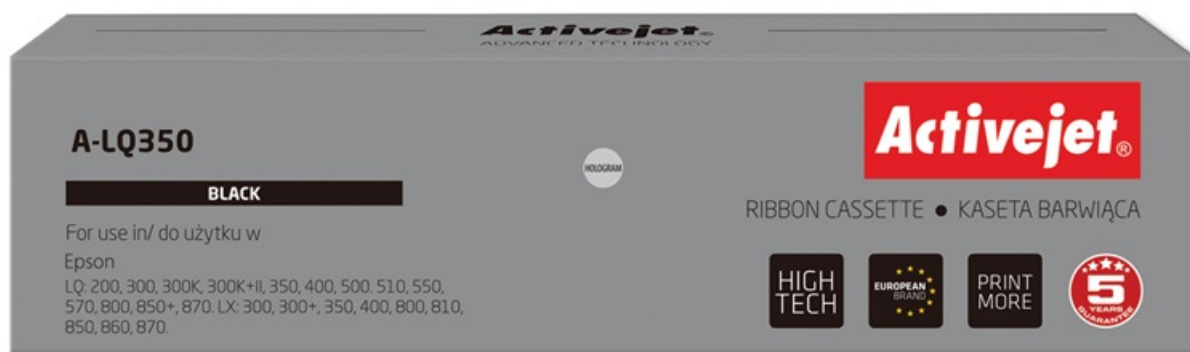 Activejet®
ADVANCED TECHNOLOGY
A-LQ350
BLACK
For use in/ do użytku w
Epson
LQ: 200, 300, 300K, 300K+II, 350, 400, 500. 510, 550,
570, 800, 850+, 870. LX: 300, 300+, 350, 400, 800, 810,
850, 860, 870.
HOLOGRAM
Activejet®
RIBBON CASSETTE ● KASETA BARWIĄCA
HIGH
TECH
EUROPEAN
BRAND
PRINT
MORE
5
YEARS
GUARANTEE